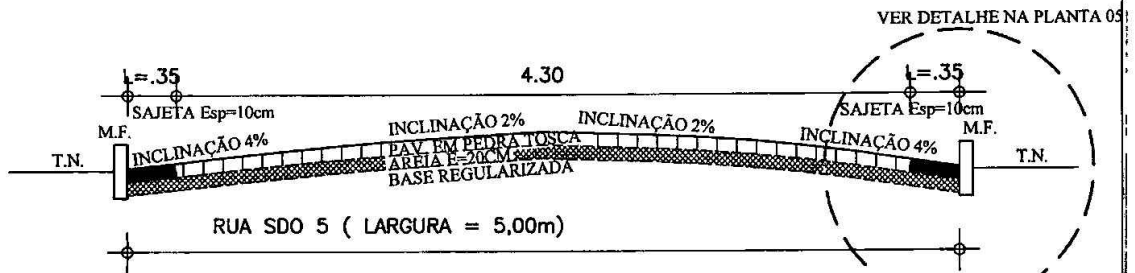 VER DETALHE NA PLANTA 05
L=.35 4.30 L=.35
SAJETA Esp=10cm SAJETA Esp=10cm
M.F. INCLINAÇÃO 2% INCLINAÇÃO 2% M.F.
T.N. INCLINAÇÃO 4% PAV. EM PEDRA TOSCA INCLINAÇÃO 4% T.N.
AREIA E=20CM
BASE REGULARIZADA
RUA SDO 5 ( LARGURA = 5,00m)